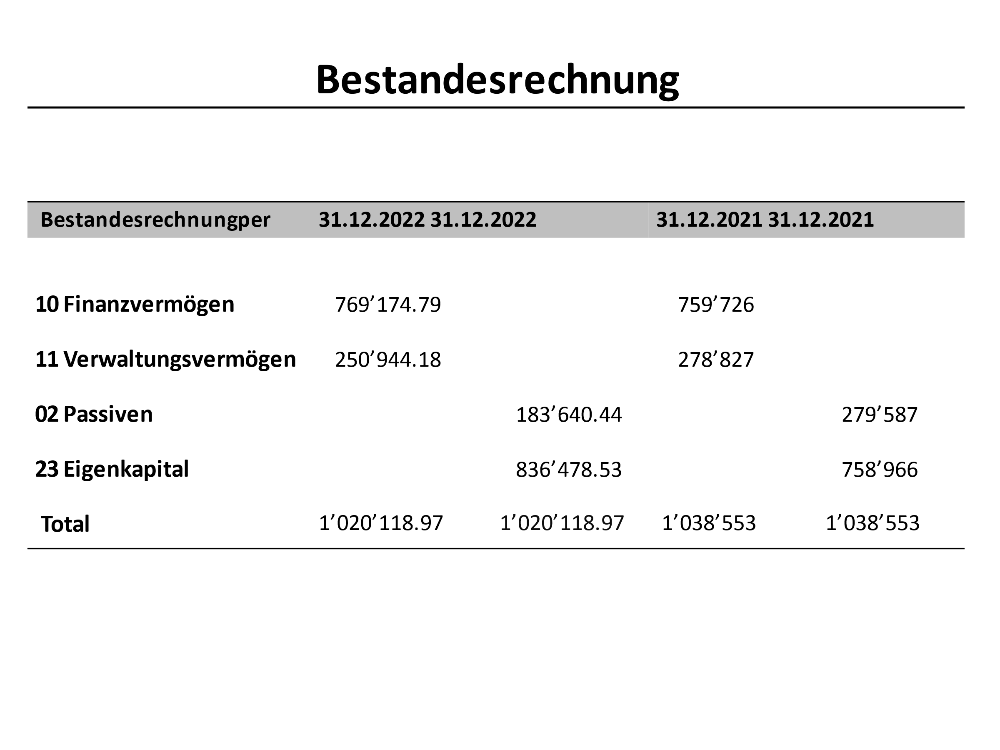 Bestandesrechnung
Bestandesrechnungper 31.12.2022 31.12.2022 31.12.2021 31.12.2021
10 Finanzvermögen 769’174.79 759’726
11 Verwaltungsvermögen 250’944.18 278’827
02 Passiven 183’640.44 279’587
23 Eigenkapital 836’478.53 758’966
Total 1’020’118.97 1’020’118.97 1’038’553 1’038’553